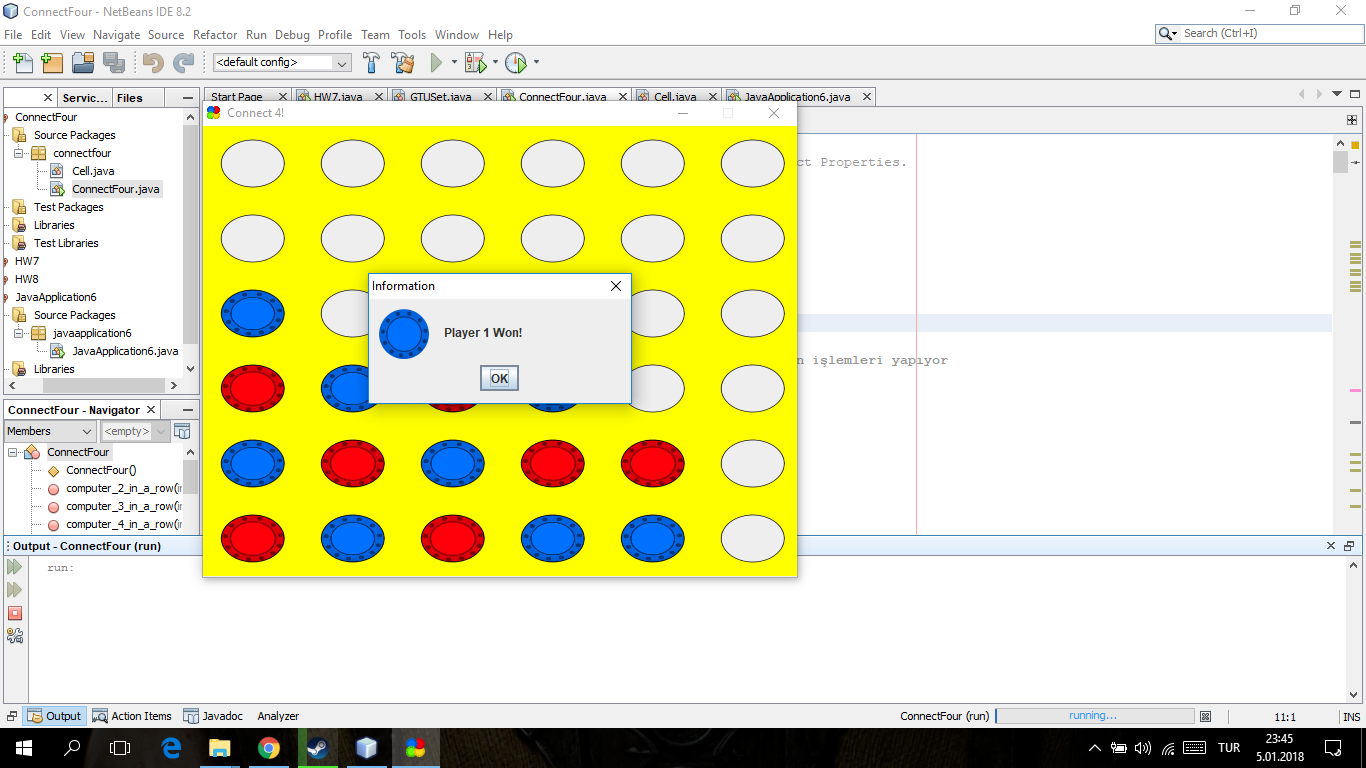 ConnectFour - NetBeans IDE 8.2
File Edit View Navigate Source Refactor Run Debug Profile Team Tools Window Help
Search (Ctrl+I)
<default config>
Servic... Files
Start Page HW7.java GTUSet.java ConnectFour.java Cell.java JavaApplication6.java
ConnectFour
Source Packages
connectfour
Cell.java
ConnectFour.java
Test Packages
Libraries
Test Libraries
HW7
HW8
JavaApplication6
Source Packages
javaapplication6
JavaApplication6.java
Libraries
Connect 4!
ct Properties.
n işlemleri yapıyor
Information
Player 1 Won!
OK
ConnectFour - Navigator
Members <empty>
ConnectFour
ConnectFour()
computer_2_in_a_row(i
computer_3_in_a_row(i
computer_4_in_a_row(i
Output - ConnectFour (run)
run:
Output Action Items Javadoc Analyzer
ConnectFour (run) running... 11:1 INS
TUR
23:45
5.01.2018